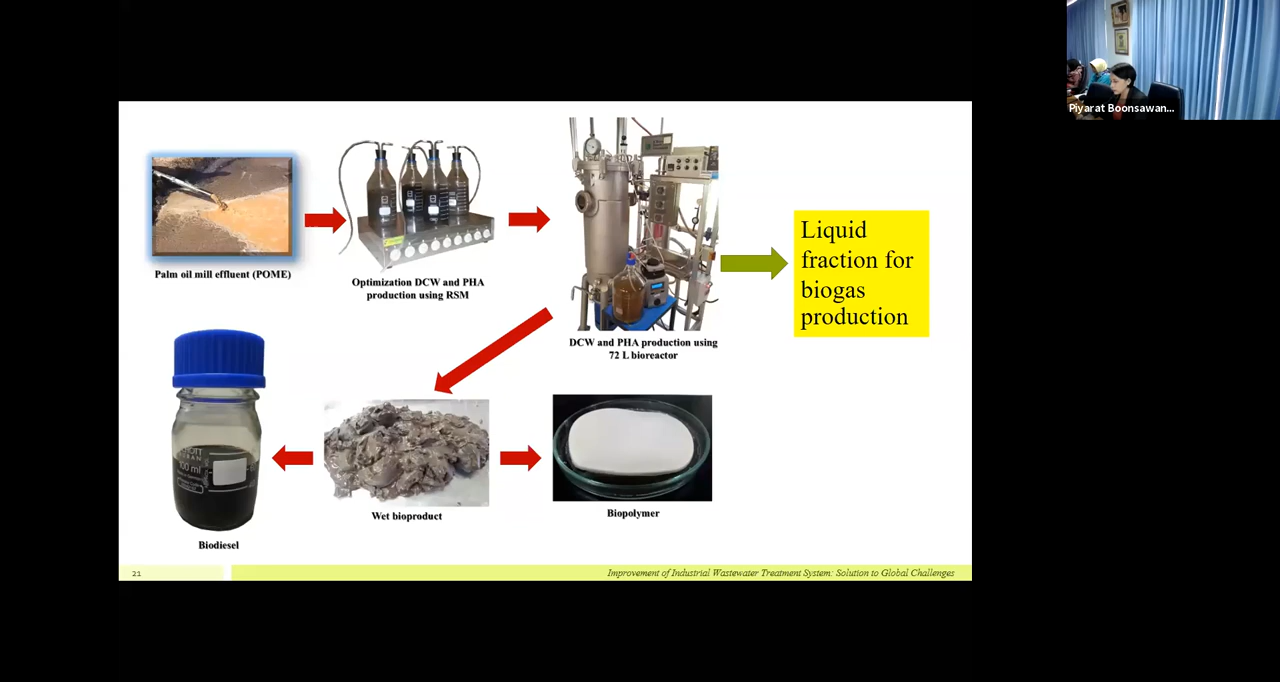 Piyarat Boonsawan...
Palm oil mill effluent (POME)
Optimization DCW and PHA
production using RSM
DCW and PHA production using
72 L bioreactor
Liquid
fraction for
biogas
production
100 ml
Biodiesel
Wet bioproduct
Biopolymer
21
Improvement of Industrial Wastewater Treatment System: Solution to Global Challenges